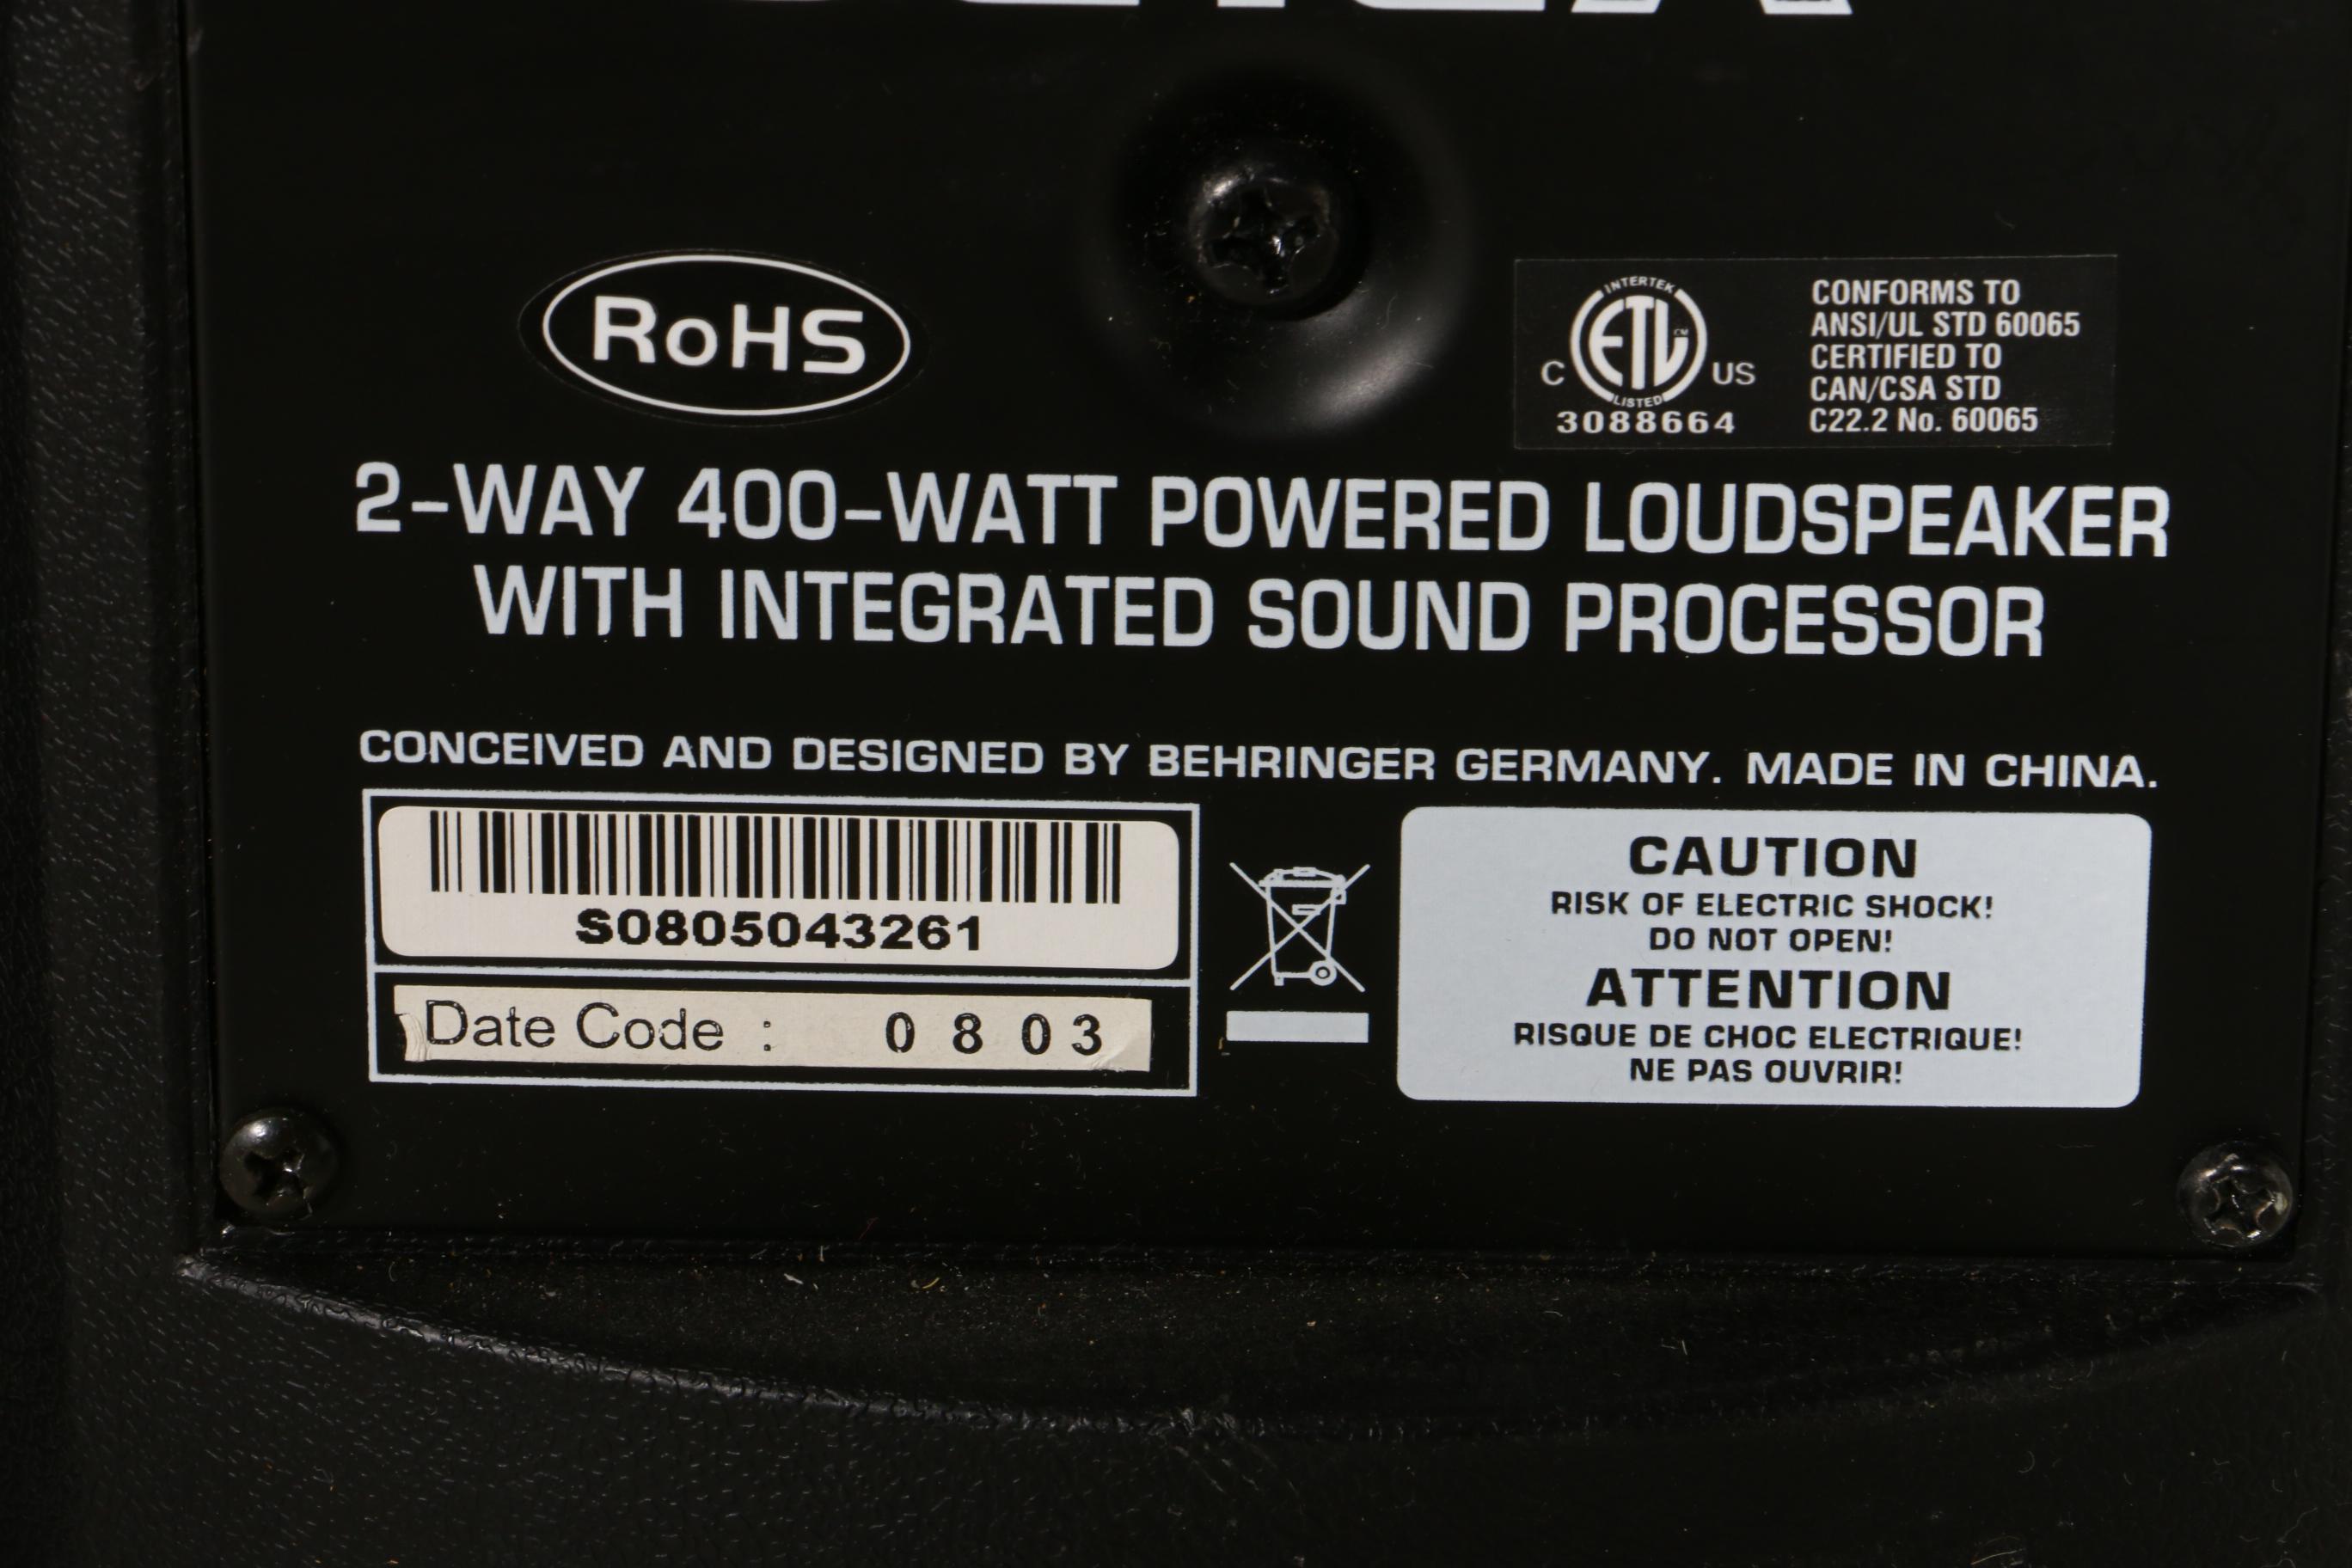 RoHS
INTERTEK
ETL CM
C US
LISTED
3088664
CONFORMS TO
ANSI/UL STD 60065
CERTIFIED TO
CAN/CSA STD
C22.2 No. 60065
2-WAY 400-WATT POWERED LOUDSPEAKER
WITH INTEGRATED SOUND PROCESSOR
CONCEIVED AND DESIGNED BY BEHRINGER GERMANY. MADE IN CHINA.
S0805043261
Date Code : 0803
CAUTION
RISK OF ELECTRIC SHOCK!
DO NOT OPEN!
ATTENTION
RISQUE DE CHOC ELECTRIQUE!
NE PAS OUVRIR!